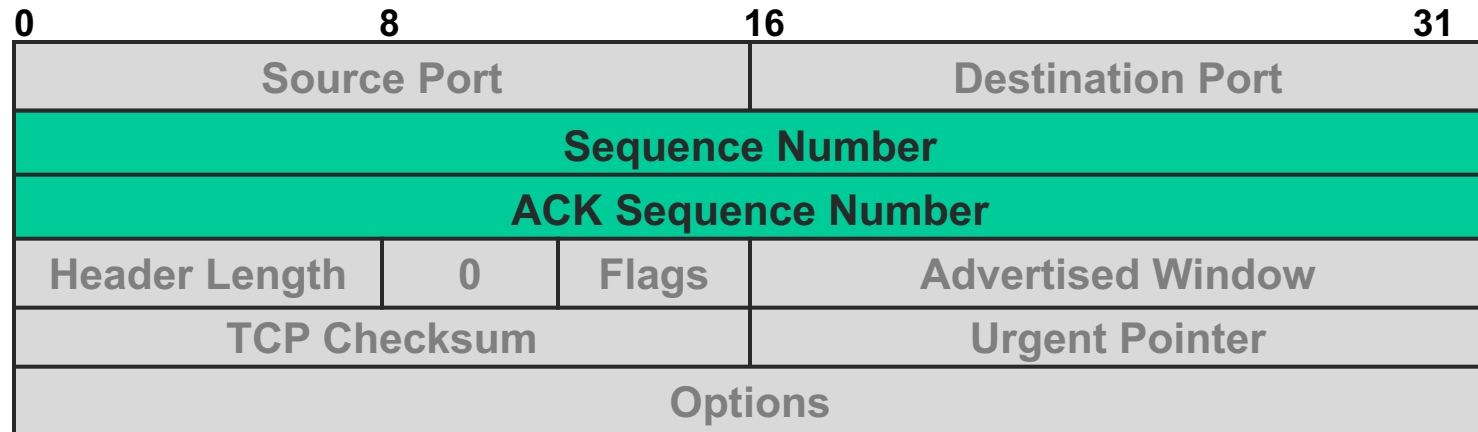 0 8 16 31
Source Port Destination Port
Sequence Number
ACK Sequence Number
Header Length 0 Flags Advertised Window
TCP Checksum Urgent Pointer
Options